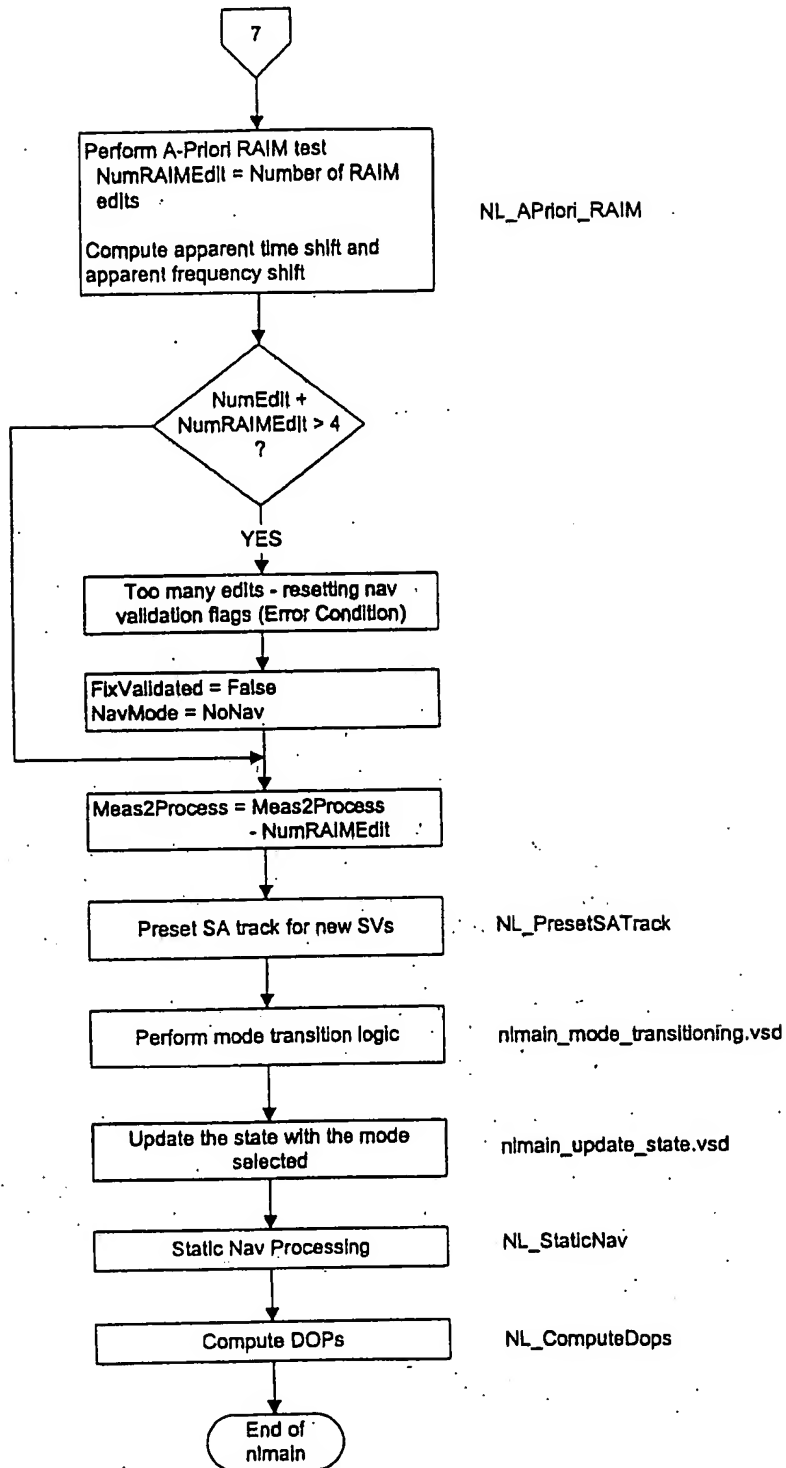 7
Perform A-Priori RAIM test
NumRAIMEdit = Number of RAIM
edits
Compute apparent time shift and
apparent frequency shift
NL_APriori_RAIM
NumEdit +
NumRAIMEdit > 4
?
YES
Too many edits - resetting nav
validation flags (Error Condition)
FixValidated = False
NavMode = NoNav
Meas2Process = Meas2Process
- NumRAIMEdit
Preset SA track for new SVs
NL_PresetSATrack
Perform mode transition logic
nlmain_mode_transitioning.vsd
Update the state with the mode
selected
nlmain_update_state.vsd
Static Nav Processing
NL_StaticNav
Compute DOPs
NL_ComputeDops
End of
nlmain